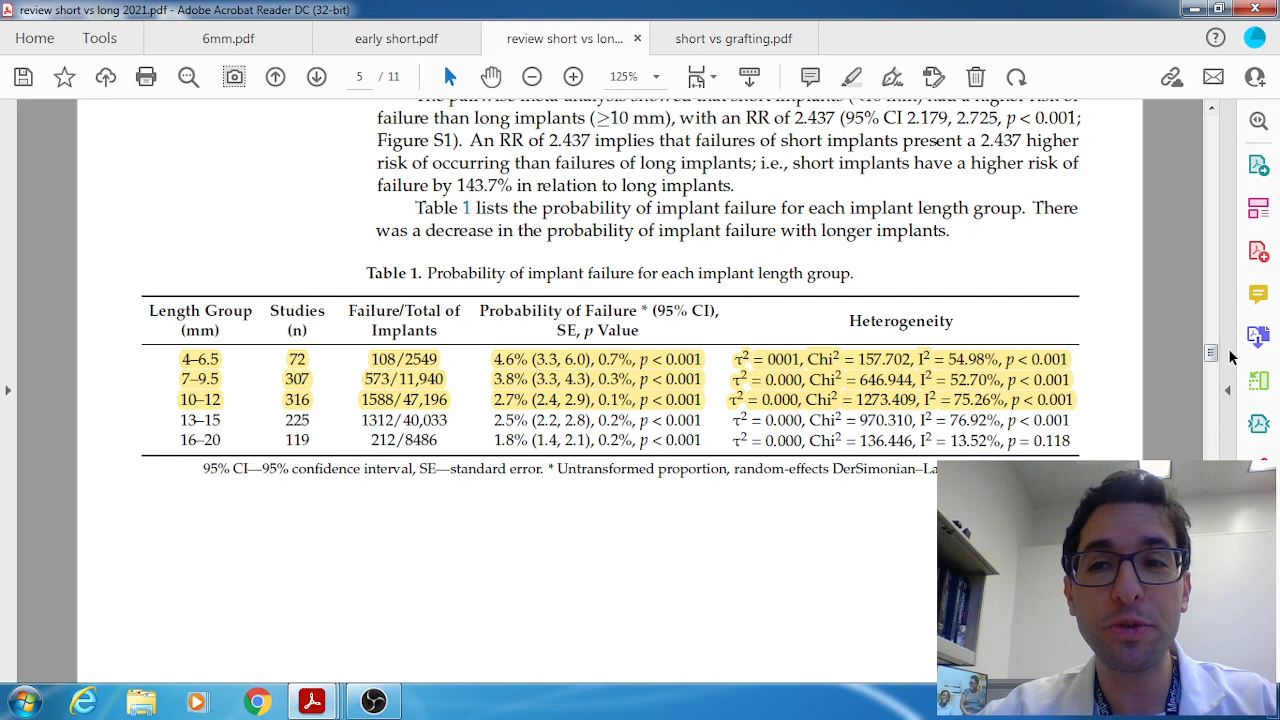 review short vs long 2021.pdf - Adobe Acrobat Reader DC (32-bit)
Home Tools 6mm.pdf early short.pdf review short vs lon... × short vs grafting.pdf
5 / 11 125%
The pairwise meta-analysis showed that short implants (<10 mm) had a higher risk of
failure than long implants (≥10 mm), with an RR of 2.437 (95% CI 2.179, 2.725, p < 0.001;
Figure S1). An RR of 2.437 implies that failures of short implants present a 2.437 higher
risk of occurring than failures of long implants; i.e., short implants have a higher risk of
failure by 143.7% in relation to long implants.
Table 1 lists the probability of implant failure for each implant length group. There
was a decrease in the probability of implant failure with longer implants.
Table 1. Probability of implant failure for each implant length group.
Length Group (mm) Studies (n) Failure/Total of Implants Probability of Failure * (95% CI), SE, p Value Heterogeneity
4–6.5 72 108/2549 4.6% (3.3, 6.0), 0.7%, p < 0.001 τ² = 0001, Chi² = 157.702, I² = 54.98%, p < 0.001
7–9.5 307 573/11,940 3.8% (3.3, 4.3), 0.3%, p < 0.001 τ² = 0.000, Chi² = 646.944, I² = 52.70%, p < 0.001
10–12 316 1588/47,196 2.7% (2.4, 2.9), 0.1%, p < 0.001 τ² = 0.000, Chi² = 1273.409, I² = 75.26%, p < 0.001
13–15 225 1312/40,033 2.5% (2.2, 2.8), 0.2%, p < 0.001 τ² = 0.000, Chi² = 970.310, I² = 76.92%, p < 0.001
16–20 119 212/8486 1.8% (1.4, 2.1), 0.2%, p < 0.001 τ² = 0.000, Chi² = 136.446, I² = 13.52%, p = 0.118
95% CI—95% confidence interval, SE—standard error. * Untransformed proportion, random-effects DerSimonian–La